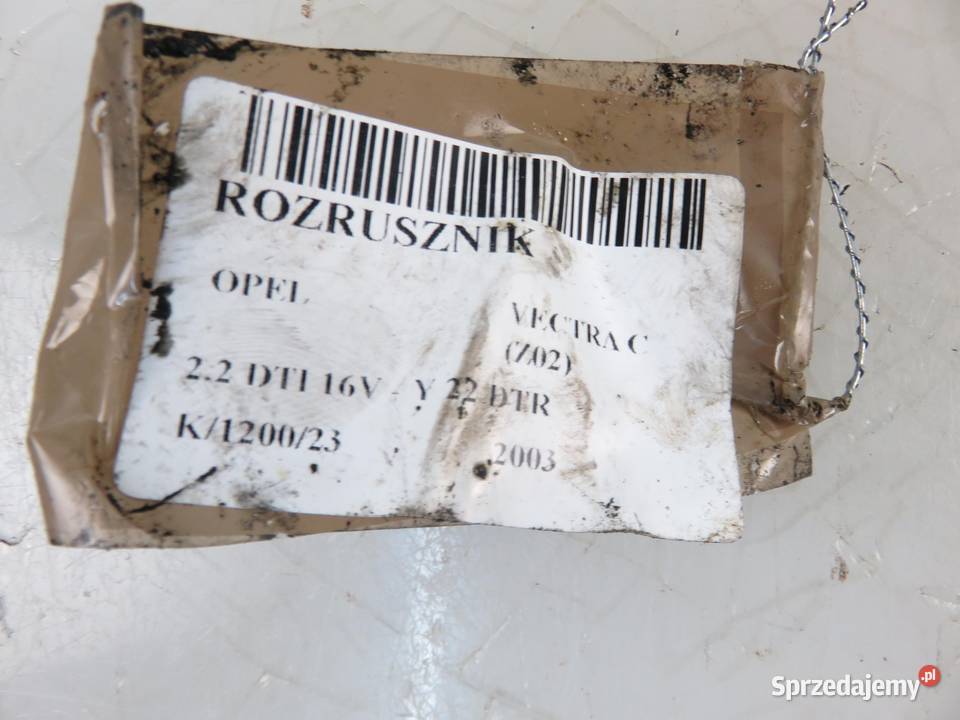 ROZRUSZNIK
OPEL
VECTRA C
(Z02)
2.2 DTI 16V - Y 22 DTR
K/1200/23
2003
Sprzedajemy.pl